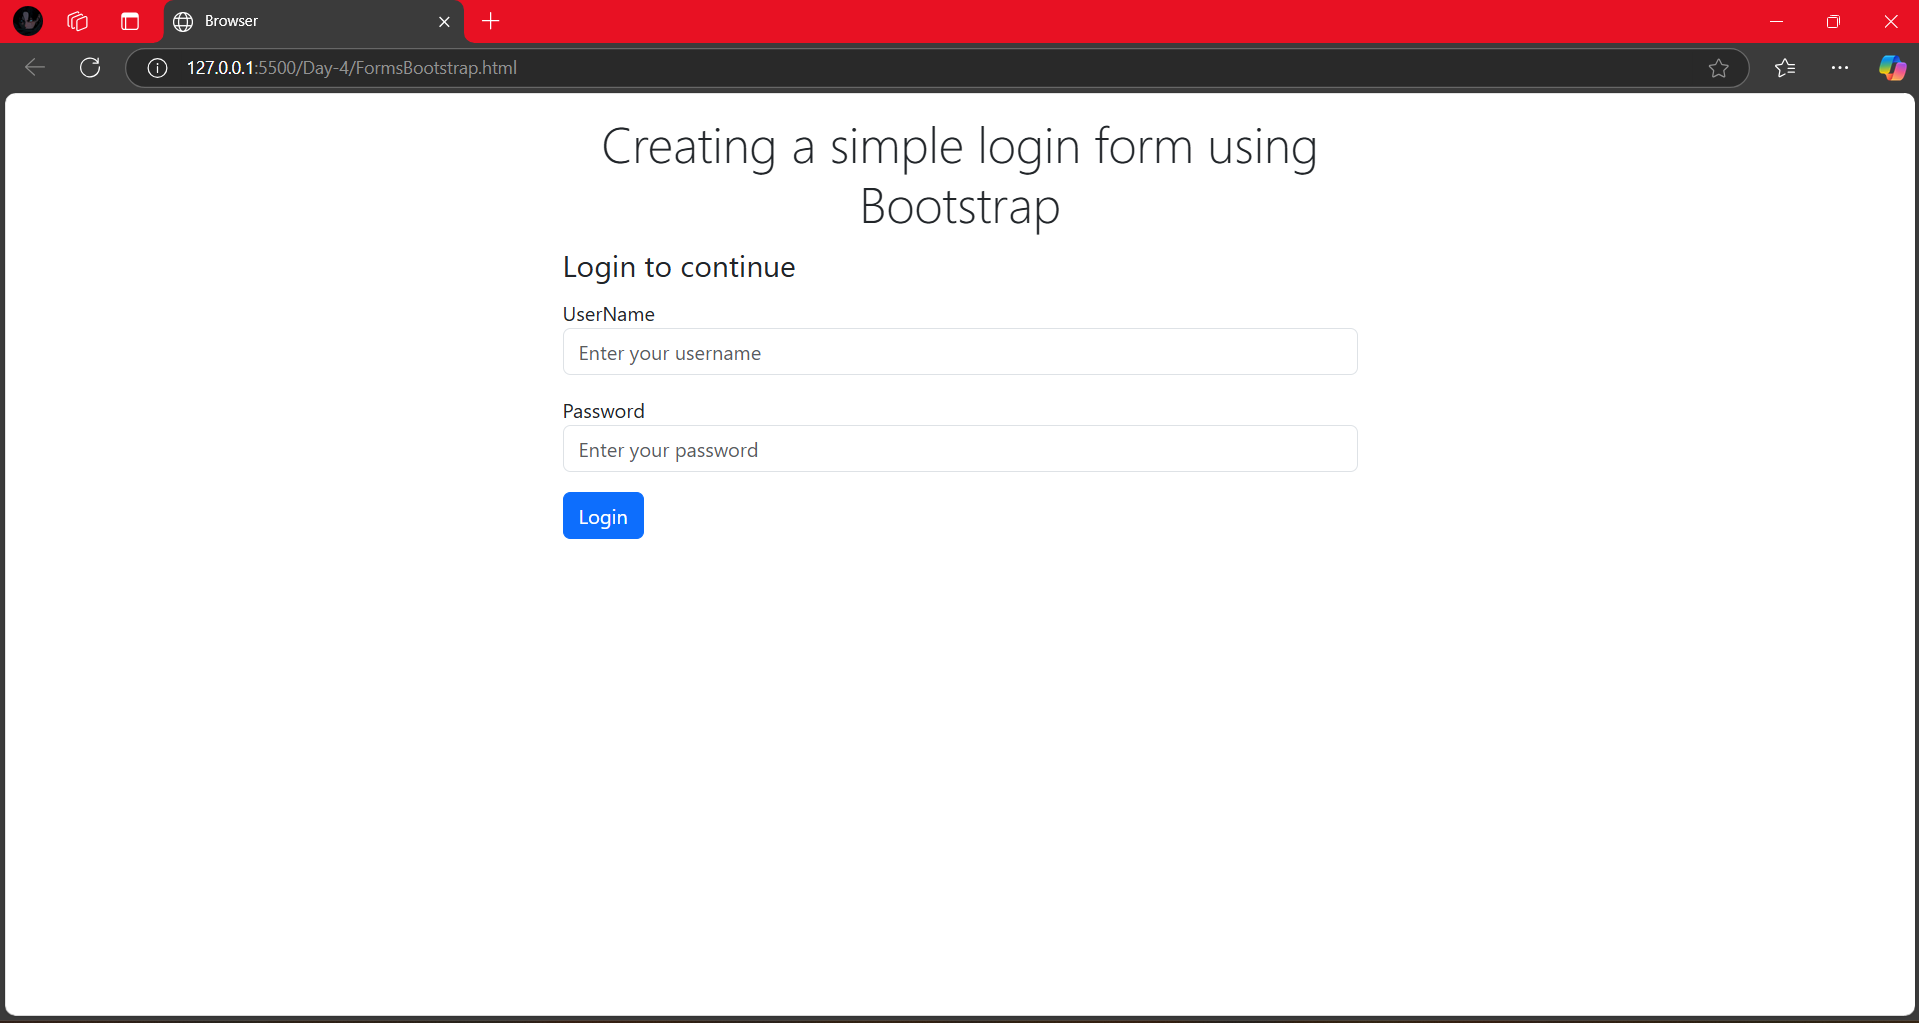 Browser
127.0.0.1:5500/Day-4/FormsBootstrap.html
Creating a simple login form using
Bootstrap
Login to continue
UserName
Enter your username
Password
Enter your password
Login